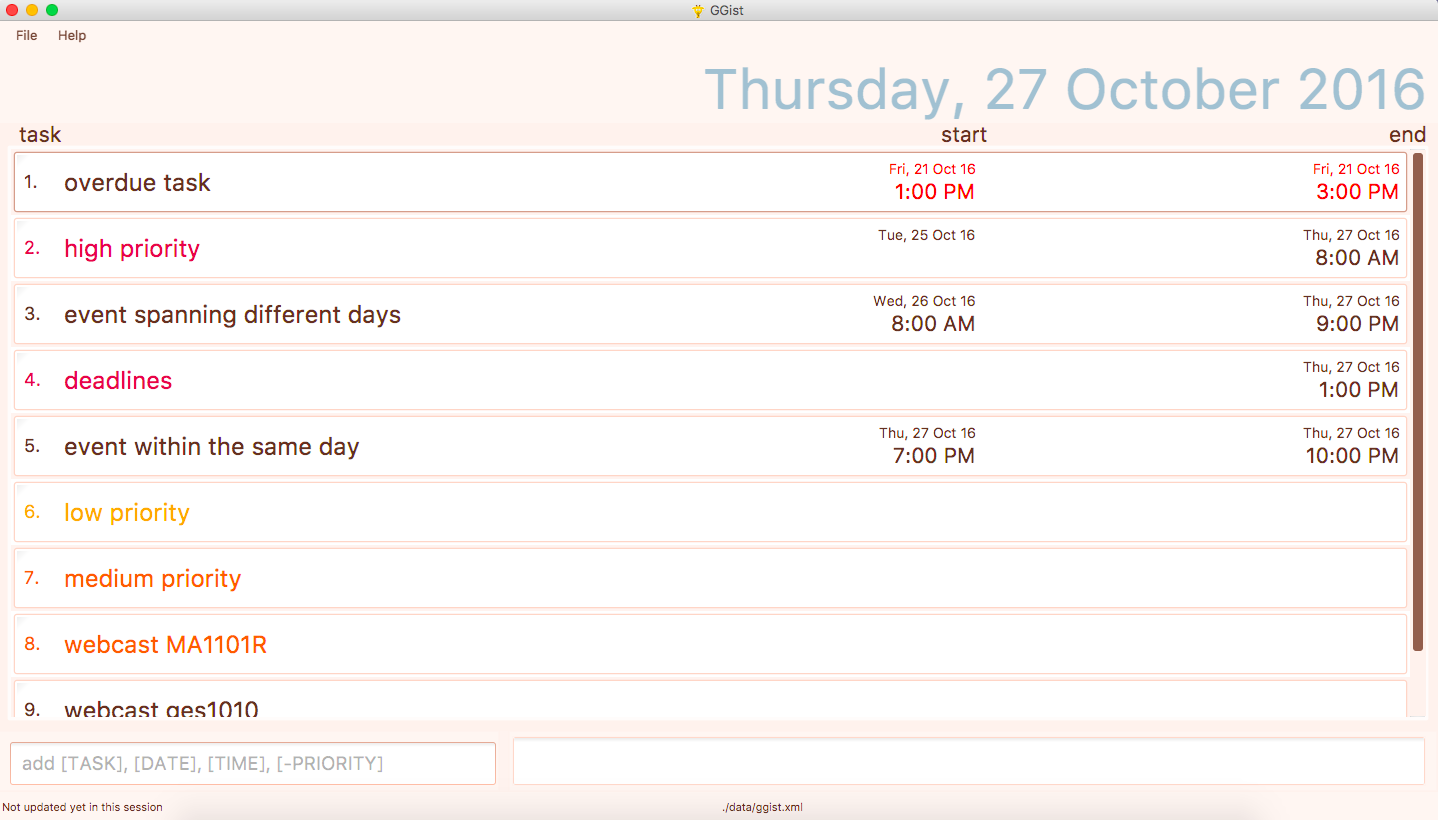 GGist
File Help
Thursday, 27 October 2016
task start end
1. overdue task Fri, 21 Oct 16 1:00 PM Fri, 21 Oct 16 3:00 PM
2. high priority Tue, 25 Oct 16 Thu, 27 Oct 16 8:00 AM
3. event spanning different days Wed, 26 Oct 16 8:00 AM Thu, 27 Oct 16 9:00 PM
4. deadlines Thu, 27 Oct 16 1:00 PM
5. event within the same day Thu, 27 Oct 16 7:00 PM Thu, 27 Oct 16 10:00 PM
6. low priority
7. medium priority
8. webcast MA1101R
9. webcast ges1010
add [TASK], [DATE], [TIME], [-PRIORITY]
Not updated yet in this session ./data/ggist.xml